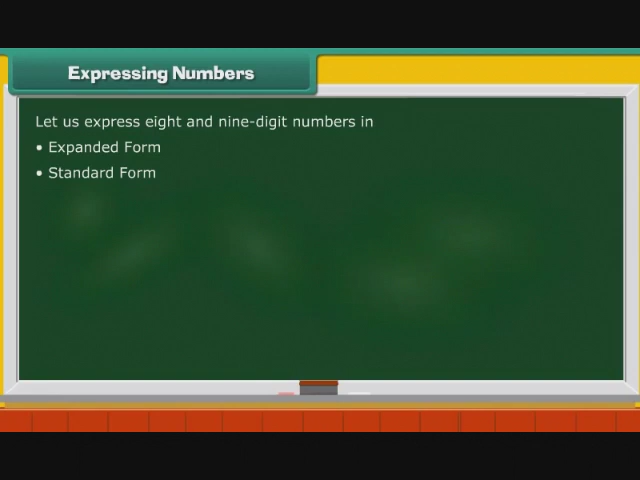 Expressing Numbers
Let us express eight and nine-digit numbers in
• Expanded Form
• Standard Form